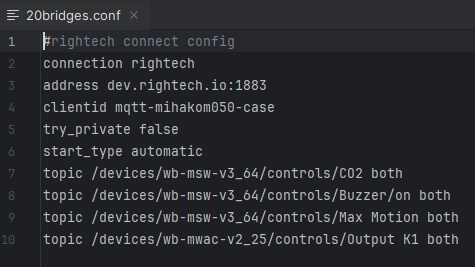 20bridges.conf
1 #rightech connect config
2 connection rightech
3 address dev.rightech.io:1883
4 clientid mqtt-mihakom050-case
5 try_private false
6 start_type automatic
7 topic /devices/wb-msw-v3_64/controls/CO2 both
8 topic /devices/wb-msw-v3_64/controls/Buzzer/on both
9 topic /devices/wb-msw-v3_64/controls/Max Motion both
10 topic /devices/wb-mwac-v2_25/controls/Output K1 both